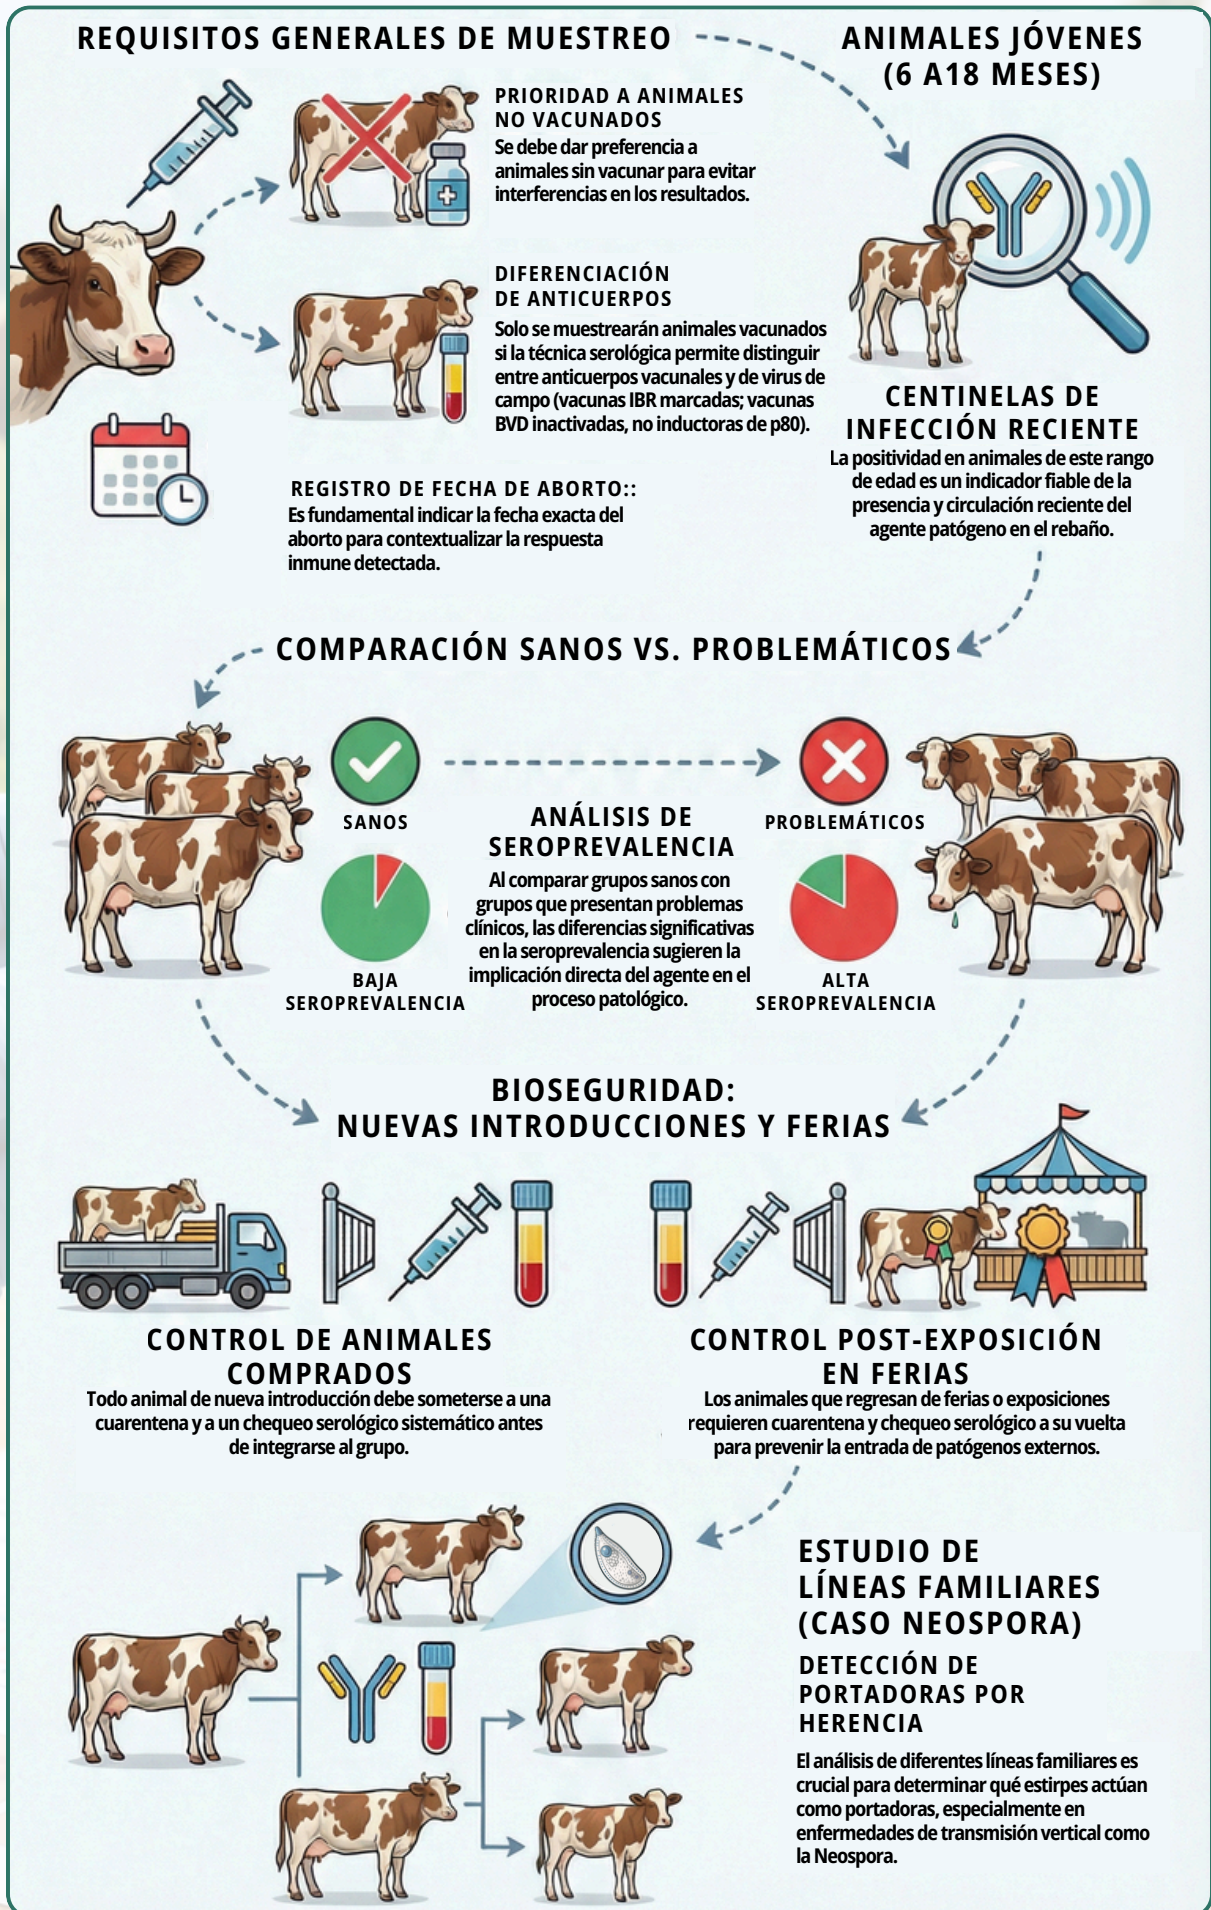 REQUISITOS GENERALES DE MUESTREO
PRIORIDAD A ANIMALES
NO VACUNADOS
Se debe dar preferencia a
animales sin vacunar para evitar
interferencias en los resultados.
DIFERENCIACIÓN
DE ANTICUERPOS
Solo se muestrearán animales vacunados
si la técnica serológica permite distinguir
entre anticuerpos vacunales y de virus de
campo (vacunas IBR marcadas; vacunas
BVD inactivadas, no inductoras de p80).
REGISTRO DE FECHA DE ABORTO::
Es fundamental indicar la fecha exacta del
aborto para contextualizar la respuesta
inmune detectada.
ANIMALES JÓVENES
(6 A18 MESES)
CENTINELAS DE
INFECCIÓN RECIENTE
La positividad en animales de este rango
de edad es un indicador fiable de la
presencia y circulación reciente del
agente patógeno en el rebaño.
COMPARACIÓN SANOS VS. PROBLEMÁTICOS
SANOS
BAJA
SEROPREVALENCIA
ANÁLISIS DE
SEROPREVALENCIA
Al comparar grupos sanos con
grupos que presentan problemas
clínicos, las diferencias significativas
en la seroprevalencia sugieren la
implicación directa del agente en el
proceso patológico.
PROBLEMÁTICOS
ALTA
SEROPREVALENCIA
BIOSEGURIDAD:
NUEVAS INTRODUCCIONES Y FERIAS
CONTROL DE ANIMALES
COMPRADOS
Todo animal de nueva introducción debe someterse a una
cuarentena y a un chequeo serológico sistemático antes
de integrarse al grupo.
CONTROL POST-EXPOSICIÓN
EN FERIAS
Los animales que regresan de ferias o exposiciones
requieren cuarentena y chequeo serológico a su vuelta
para prevenir la entrada de patógenos externos.
ESTUDIO DE
LÍNEAS FAMILIARES
(CASO NEOSPORA)
DETECCIÓN DE
PORTADORAS POR
HERENCIA
El análisis de diferentes líneas familiares es
crucial para determinar qué estirpes actúan
como portadoras, especialmente en
enfermedades de transmisión vertical como
la Neospora.